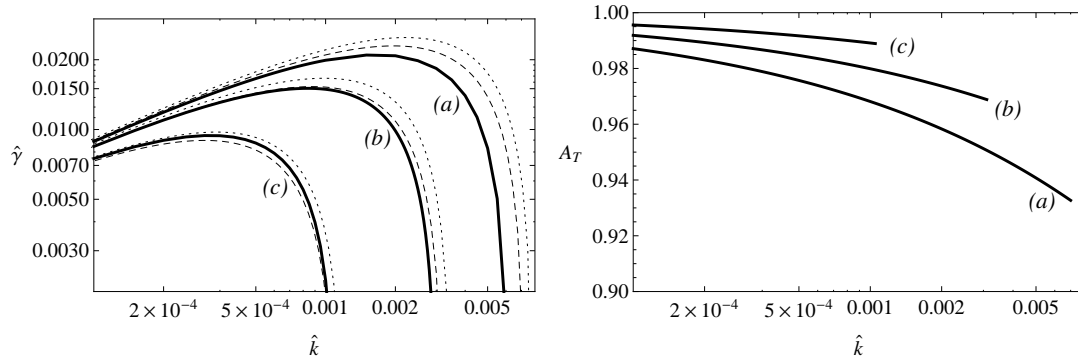 0.0200
0.0150
0.0100
0.0070
0.0050
0.0030
γ̂
(a)
(b)
(c)
2 × 10⁻⁴
5 × 10⁻⁴
0.001
0.002
0.005
k̂
1.00
0.98
0.96
0.94
0.92
0.90
A_T
(c)
(b)
(a)
2 × 10⁻⁴
5 × 10⁻⁴
0.001
0.002
0.005
k̂